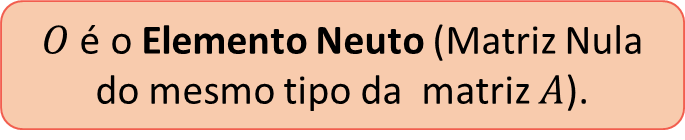 O é o Elemento Neuto (Matriz Nula
do mesmo tipo da matriz A).